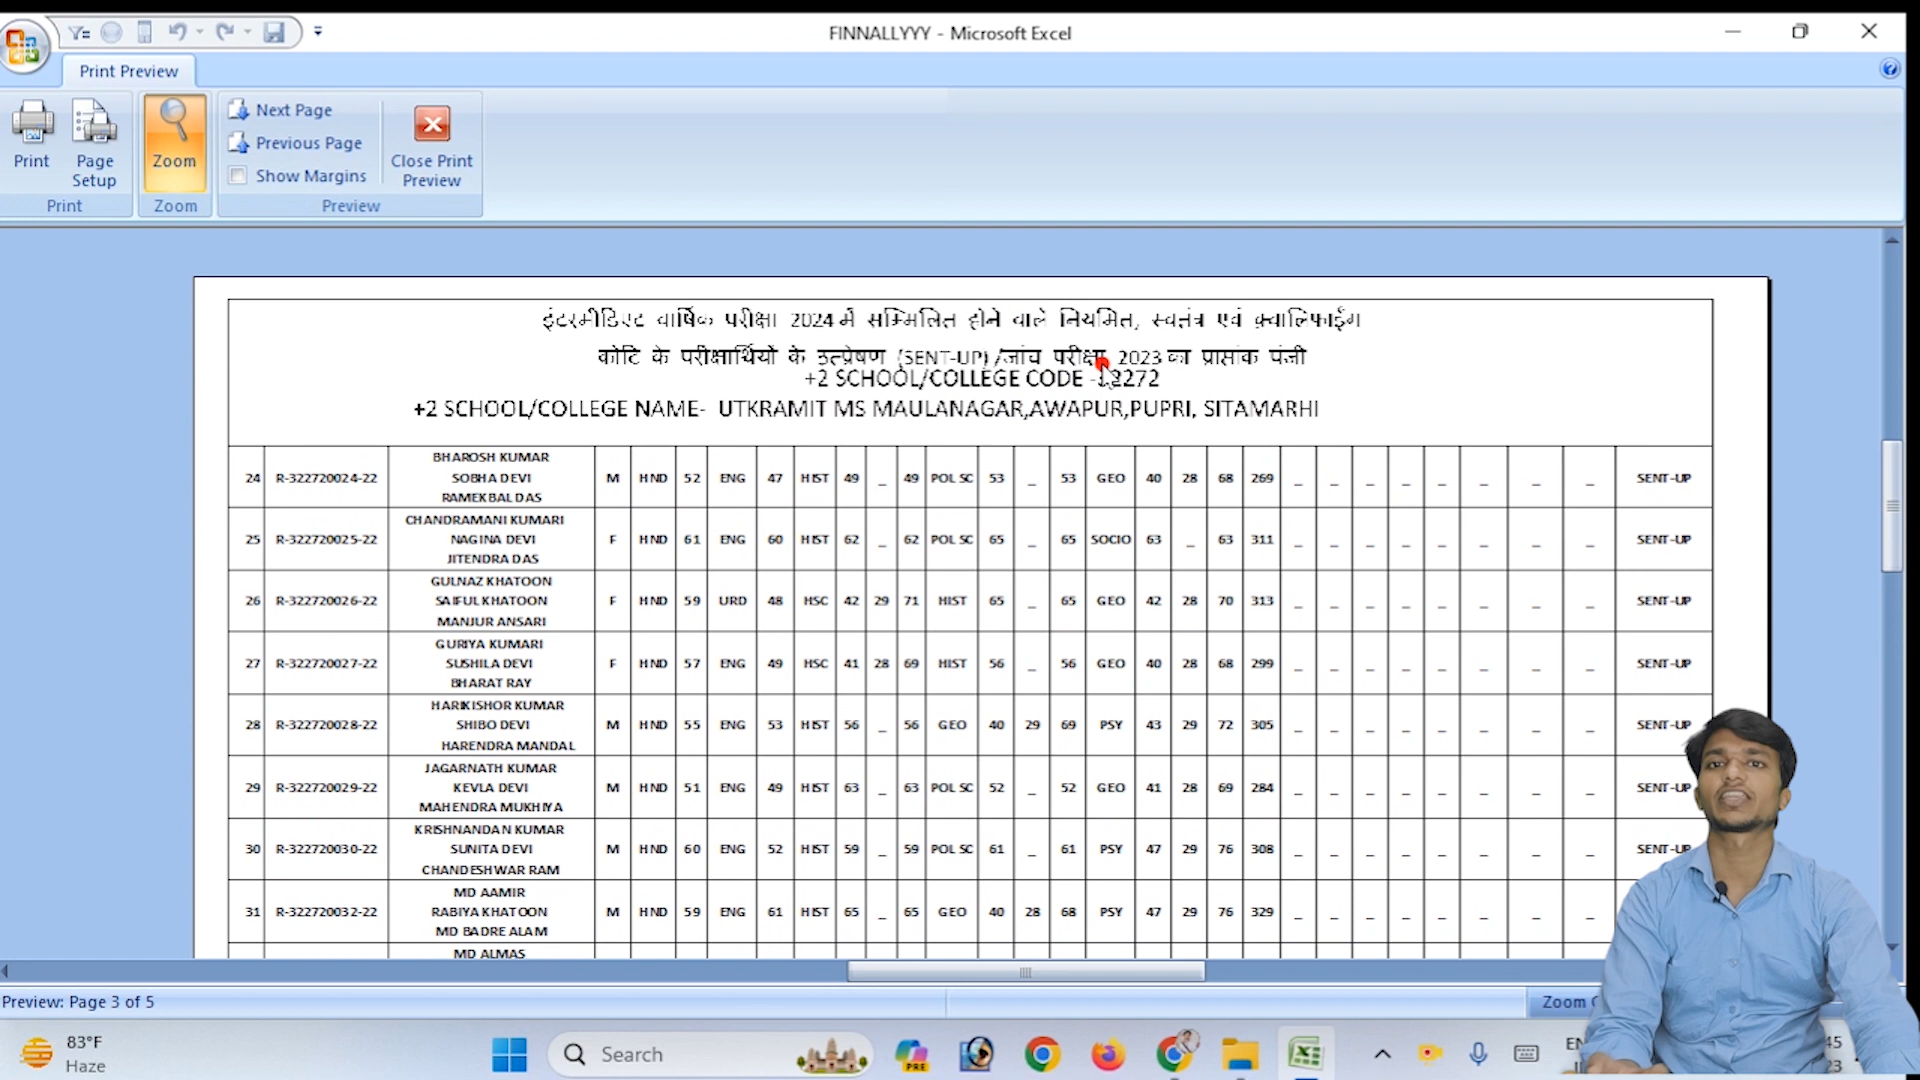 FINNALLYYY - Microsoft Excel
Print Preview
Print
Page Setup
Zoom
Next Page
Previous Page
Show Margins
Close Print Preview
Print
Zoom
Preview
इंटरमीडिएट वार्षिक परीक्षा 2024 में सम्मिलित होने वाले नियमित, स्वतंत्र एवं क्वालिफाईंग
कोटि के परीक्षार्थियों के उत्प्रेषण (SENT-UP) /जांच परीक्षा 2023 का प्राप्तांक पंजी
+2 SCHOOL/COLLEGE CODE -32272
+2 SCHOOL/COLLEGE NAME- UTKRAMIT MS MAULANAGAR,AWAPUR,PUPRI, SITAMARHI
BHAROSH KUMAR
24 R-322720024-22 SOBHA DEVI M HND 52 ENG 47 HIST 49 _ 49 POL SC 53 _ 53 GEO 40 28 68 269 _ _ _ _ _ _ _ _ SENT-UP
RAMEKBAL DAS
CHANDRAMANI KUMARI
25 R-322720025-22 NAGINA DEVI F HND 61 ENG 60 HIST 62 _ 62 POL SC 65 _ 65 SOCIO 63 _ 63 311 _ _ _ _ _ _ _ _ SENT-UP
JITENDRA DAS
GULNAZ KHATOON
26 R-322720026-22 SAIFUL KHATOON F HND 59 URD 48 HSC 42 29 71 HIST 65 _ 65 GEO 42 28 70 313 _ _ _ _ _ _ _ _ SENT-UP
MANJUR ANSARI
GURIYA KUMARI
27 R-322720027-22 SUSHILA DEVI F HND 57 ENG 49 HSC 41 28 69 HIST 56 _ 56 GEO 40 28 68 299 _ _ _ _ _ _ _ _ SENT-UP
BHARAT RAY
HARIKISHOR KUMAR
28 R-322720028-22 SHIBO DEVI M HND 55 ENG 53 HIST 56 _ 56 GEO 40 29 69 PSY 43 29 72 305 _ _ _ _ _ _ _ _ SENT-UP
HARENDRA MANDAL
JAGARNATH KUMAR
29 R-322720029-22 KEVLA DEVI M HND 51 ENG 49 HIST 63 _ 63 POL SC 52 _ 52 GEO 41 28 69 284 _ _ _ _ _ _ _ _ SENT-UP
MAHENDRA MUKHIYA
KRISHNANDAN KUMAR
30 R-322720030-22 SUNITA DEVI M HND 60 ENG 52 HIST 59 _ 59 POL SC 61 _ 61 PSY 47 29 76 308 _ _ _ _ _ _ _ _ SENT-UP
CHANDESHWAR RAM
MD AAMIR
31 R-322720032-22 RABIYA KHATOON M HND 59 ENG 61 HIST 65 _ 65 GEO 40 28 68 PSY 47 29 76 329 _ _ _ _ _ _ _ _
MD BADRE ALAM
MD ALMAS
Preview: Page 3 of 5
Zoom
83°F
Haze
Search
PRE
45
23